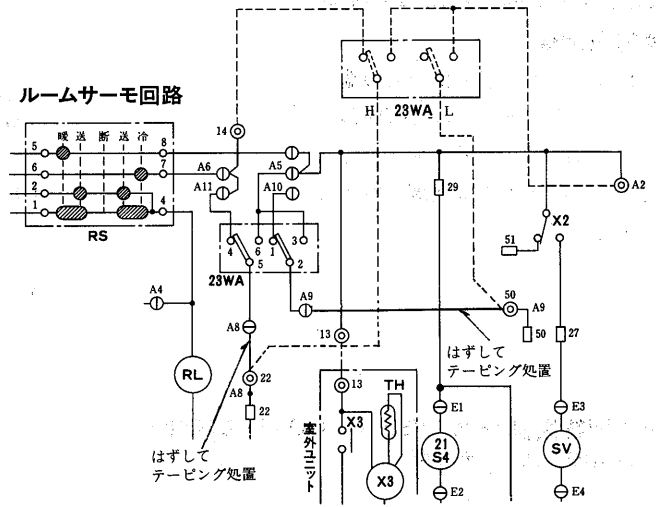 ルームサーモ回路
暖 送 断 送 冷
5
8
6
7
2
1
4
RS
14
A6
A11
A5
A10
H
23WA
L
A2
29
X2
51
4
5
6
1
3
2
23WA
A9
50
A9
50
27
A4
A8
13
はずして
テーピング処置
RL
22
A8
22
13
TH
X3
室外ユニット
X3
E1
21
S4
E2
E3
SV
E4
はずして
テーピング処置